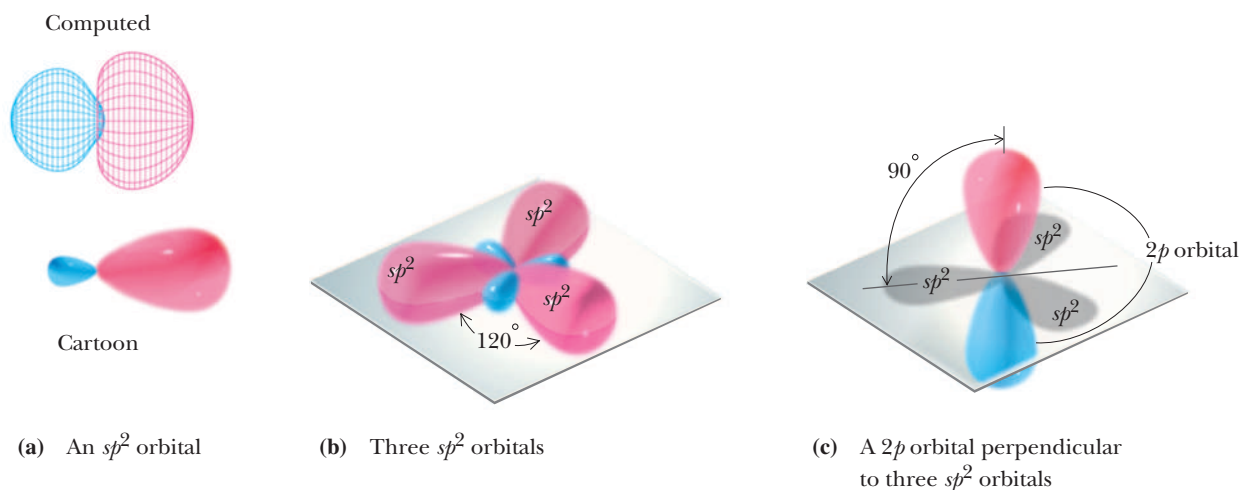 Computed
Cartoon
(a) An sp² orbital
sp²
sp²
sp²
120°
(b) Three sp² orbitals
90°
sp²
2p orbital
sp²
sp²
(c) A 2p orbital perpendicular
to three sp² orbitals